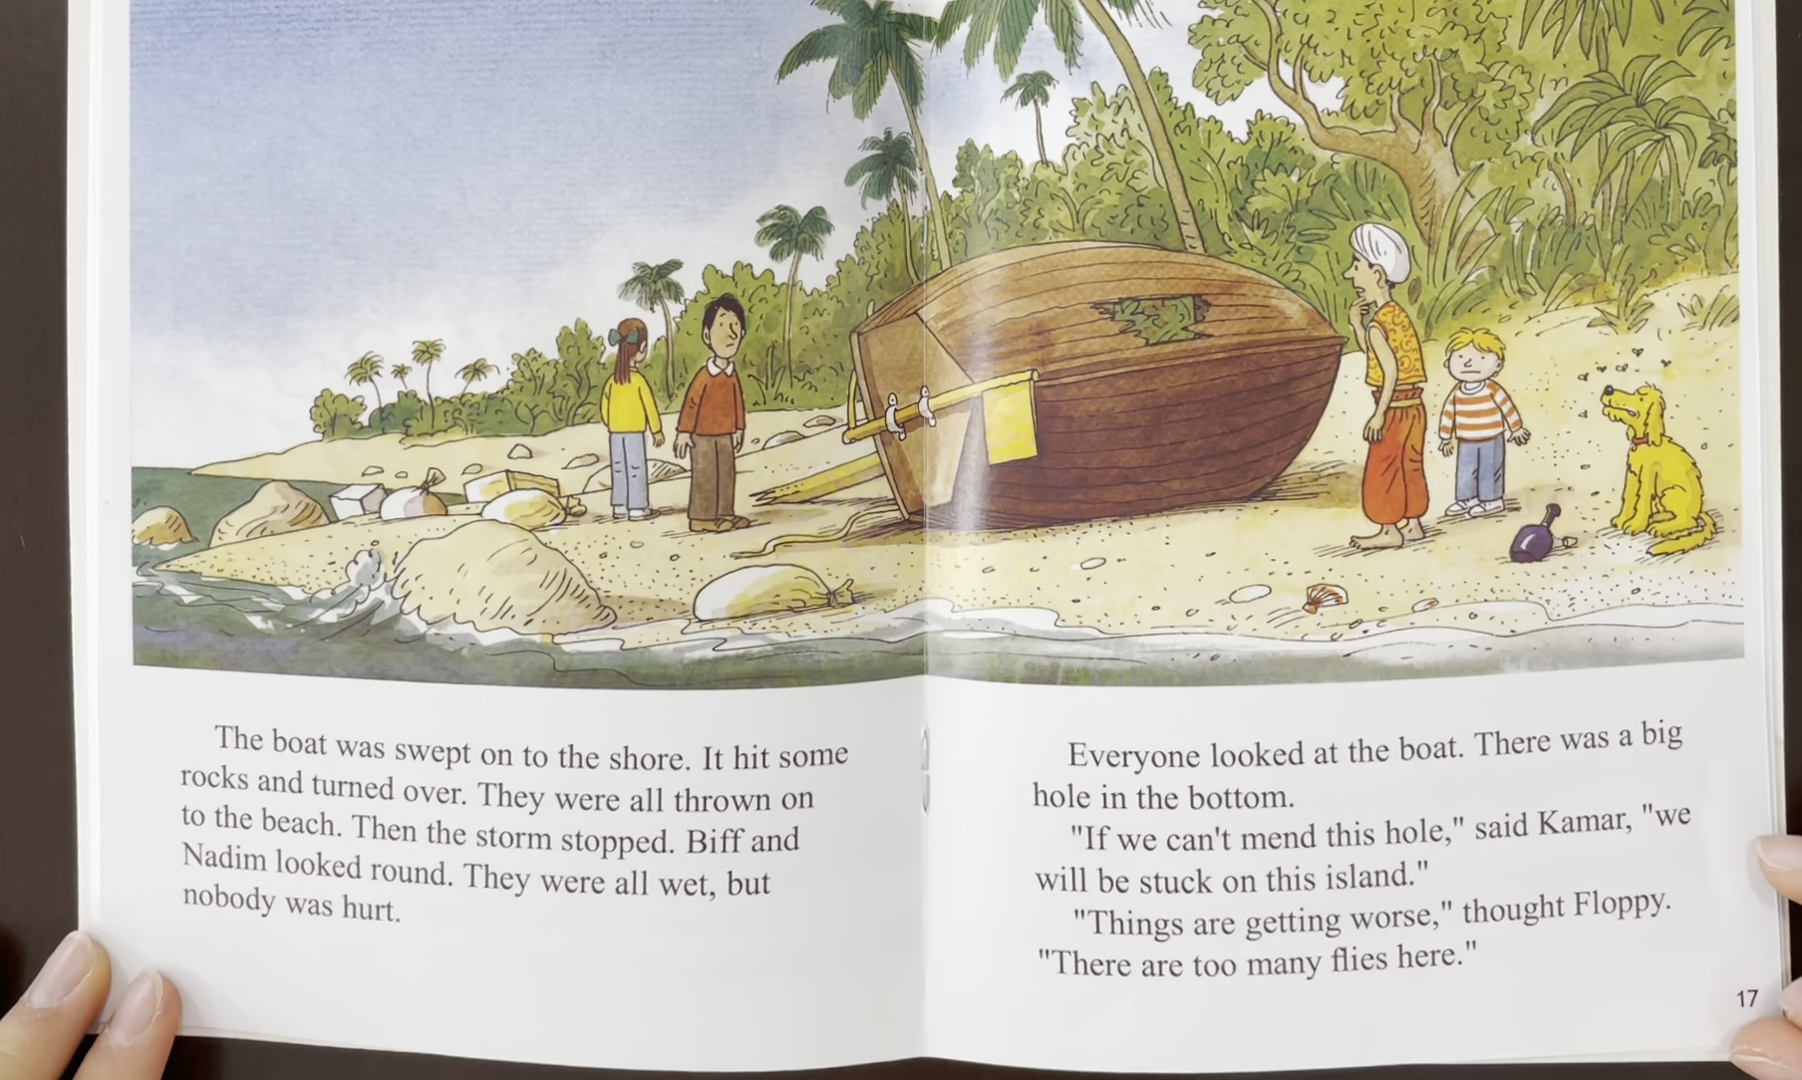 The boat was swept on to the shore. It hit some
rocks and turned over. They were all thrown on
to the beach. Then the storm stopped. Biff and
Nadim looked round. They were all wet, but
nobody was hurt.
Everyone looked at the boat. There was a big
hole in the bottom.
"If we can't mend this hole," said Kamar, "we
will be stuck on this island."
"Things are getting worse," thought Floppy.
"There are too many flies here."
17